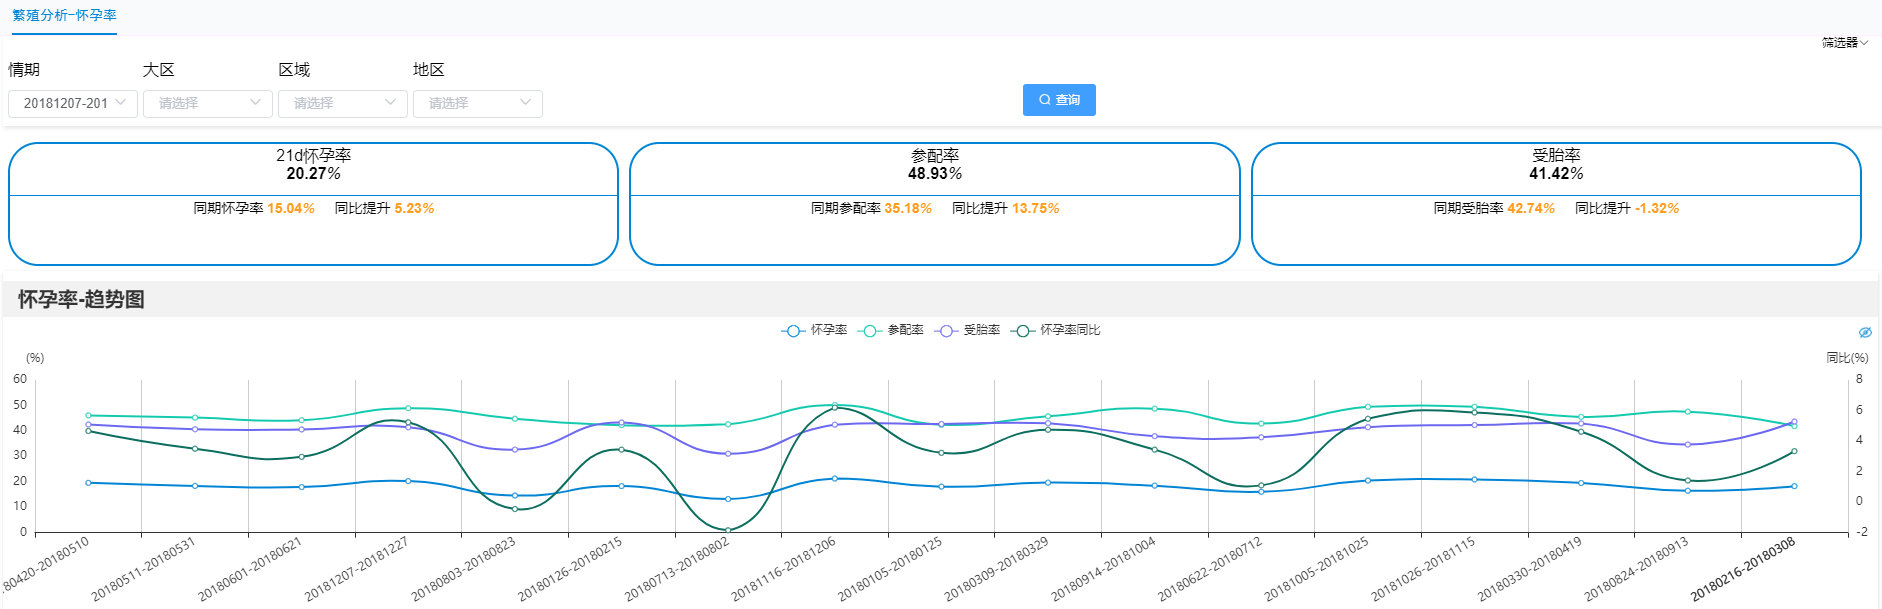 繁殖分析-怀孕率
筛选器
情期 大区 区域 地区
20181207-201 请选择 请选择 请选择 查询
21d怀孕率
20.27%
同期怀孕率 15.04% 同比提升 5.23%
参配率
48.93%
同期参配率 35.18% 同比提升 13.75%
受胎率
41.42%
同期受胎率 42.74% 同比提升 -1.32%
怀孕率-趋势图
怀孕率 参配率 受胎率 怀孕率同比
(%) 同比(%)
60
50
40
30
20
10
0
8
6
4
2
0
-2
80420-20180510
20180511-20180531
20180601-20180621
20181207-20181227
20180803-20180823
20180126-20180215
20180713-20180802
20181116-20181206
20180105-20180125
20180309-20180329
20180914-20181004
20180622-20180712
20181005-20181025
20181026-20181115
20180330-20180419
20180824-20180913
20180216-20180308